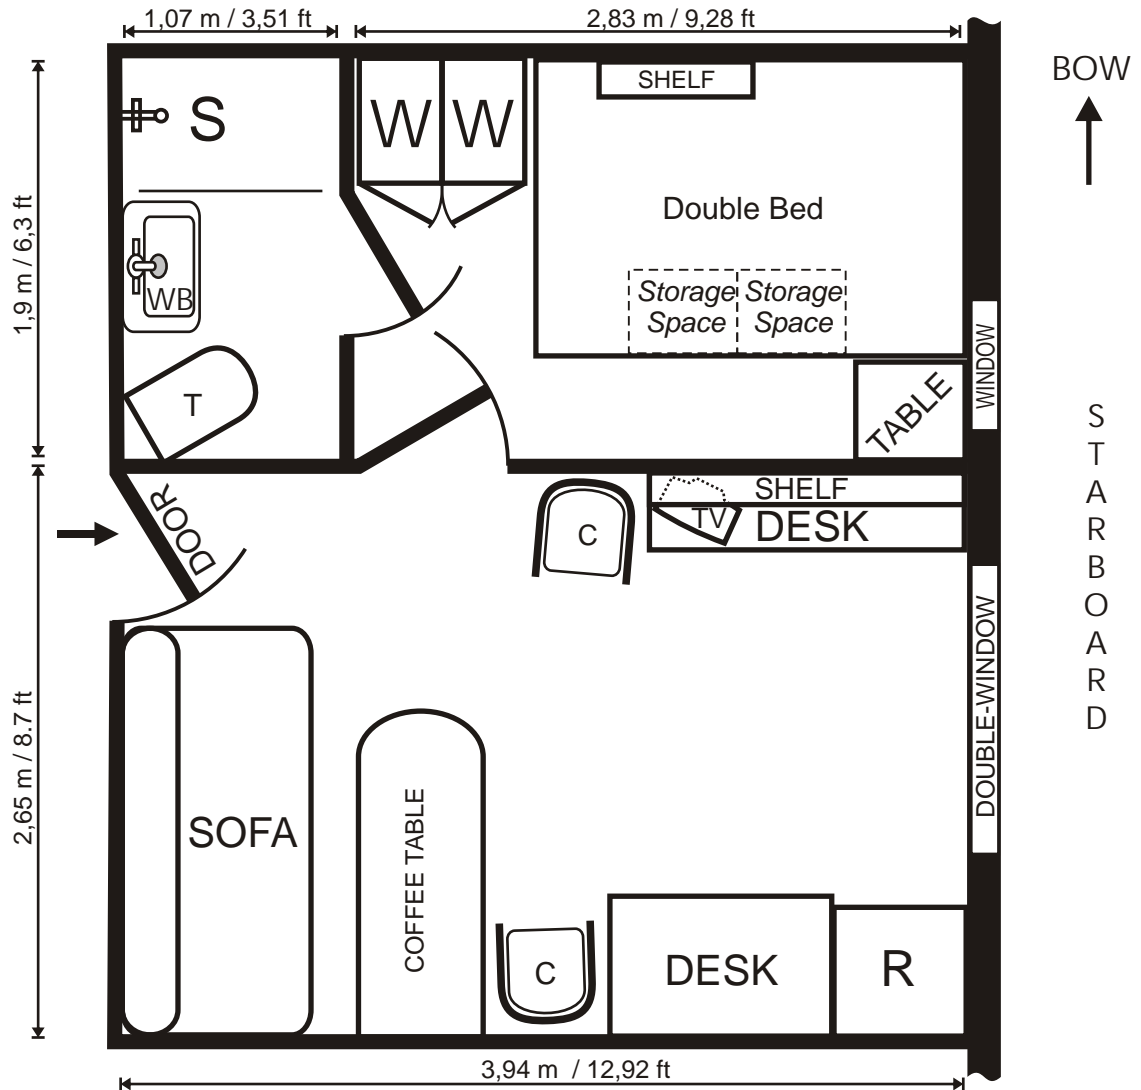 1,07 m / 3,51 ft
2,83 m / 9,28 ft
BOW
SHELF
S
W W
1,9 m / 6,3 ft
Double Bed
Storage Space
Storage Space
WB
WINDOW
T
TABLE
STARBOARD
SHELF
DOOR
TV
DESK
C
2,65 m / 8.7 ft
DOUBLE-WINDOW
SOFA
COFFEE TABLE
C
DESK
R
3,94 m / 12,92 ft